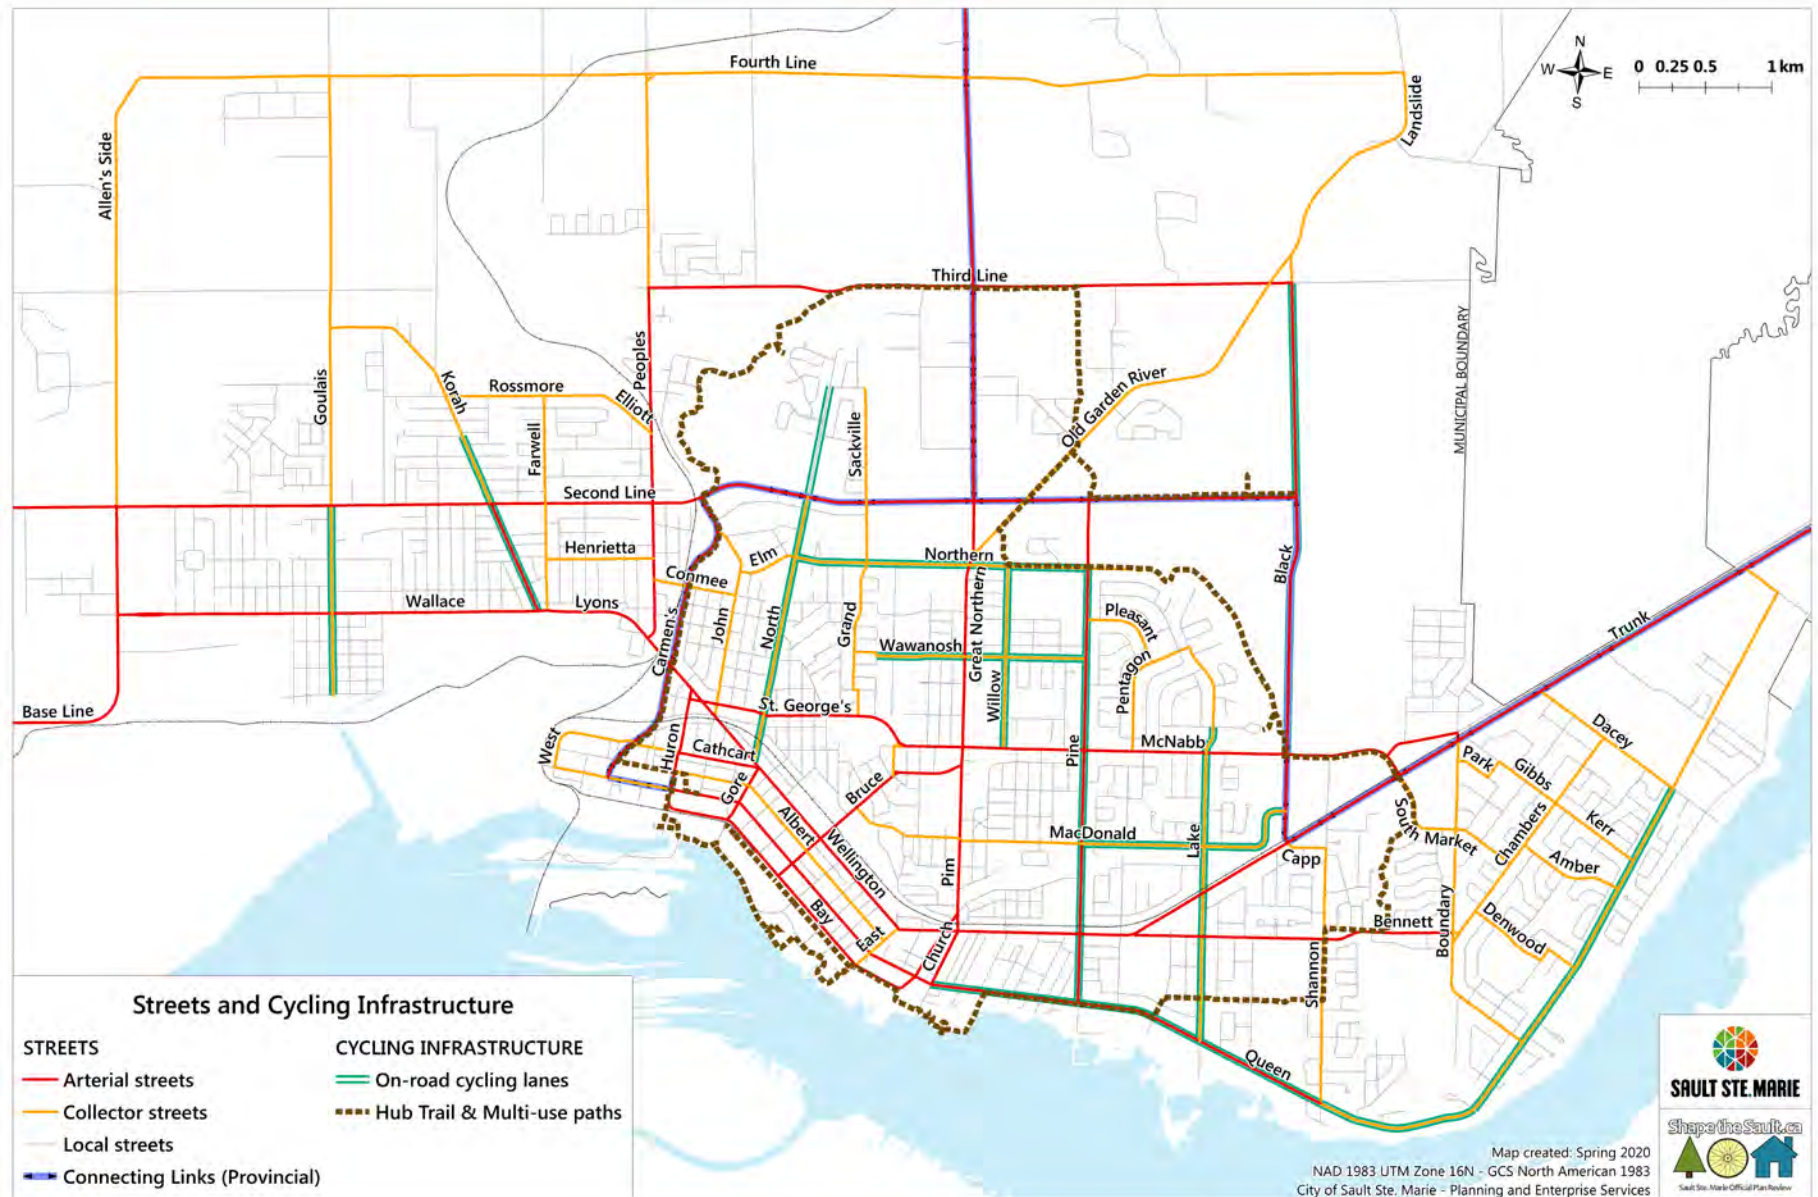 Fourth Line
N
W E
S
0 0.25 0.5 1 km
Landslide
Allen's Side
Third Line
MUNICIPAL BOUNDARY
Peoples
Goulais
Korah
Rossmore
Elliott
Farwell
Sackville
Old Garden River
Second Line
Henrietta
Conmee
Elm
Northern
Black
Wallace
Lyons
John
North
Grand
Carmen's
Wawanosh
Great Northern
Willow
Pleasant
Pentagon
Trunk
Base Line
St. George's
West
Huron
Cathcart
Gore
Pine
McNabb
Dacey
Park
Gibbs
Kerr
Bruce
Albert
Wellington
MacDonald
Lake
Capp
South Market
Chambers
Amber
Pim
Bay
East
Church
Bennett
Boundary
Denwood
Shannon
Queen
Streets and Cycling Infrastructure
STREETS
Arterial streets
Collector streets
Local streets
Connecting Links (Provincial)
CYCLING INFRASTRUCTURE
On-road cycling lanes
Hub Trail & Multi-use paths
SAULT STE. MARIE
ShapetheSault.ca
Sault Ste. Marie Official Plan Review
Map created: Spring 2020
NAD 1983 UTM Zone 16N - GCS North American 1983
City of Sault Ste. Marie - Planning and Enterprise Services